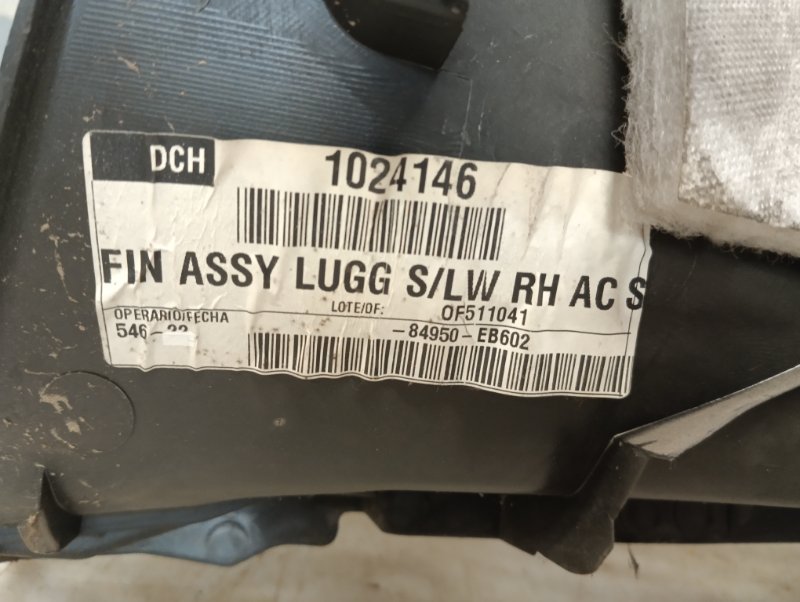 DCH 1024146
FIN ASSY LUGG S/LW RH AC S
OPERARIO/FECHA LOTE/OF: OF511041
546- -84950-EB602